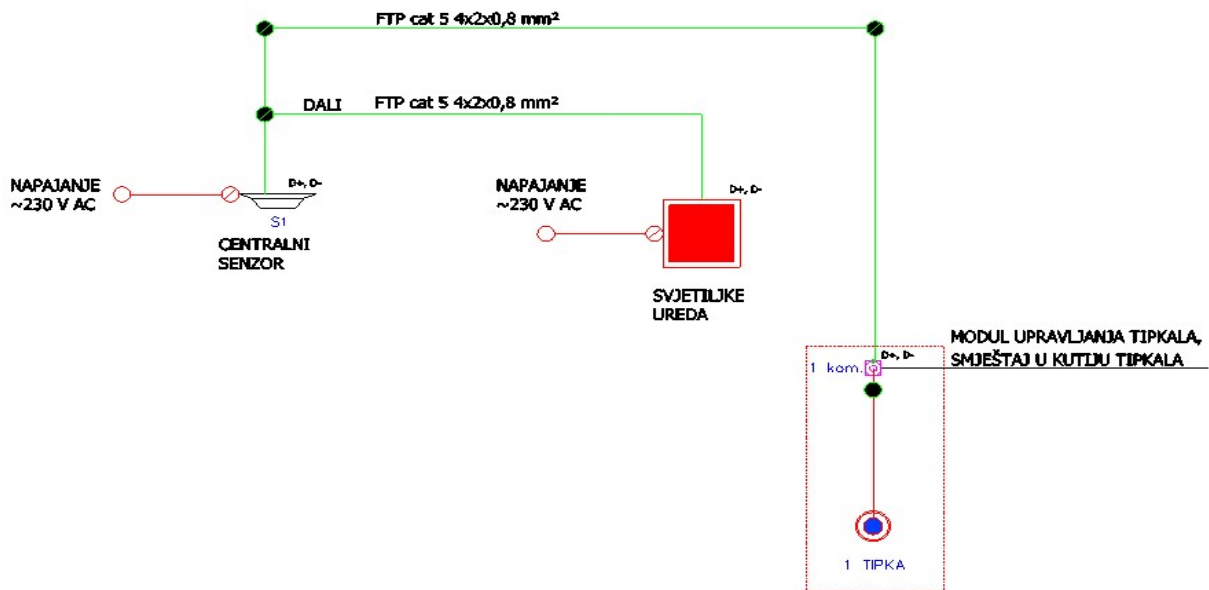 FTP cat 5 4x2x0,8 mm²
DALI FTP cat 5 4x2x0,8 mm²
NAPAJANJE
~230 V AC
D+, D-
S1
CENTRALNI
SENZOR
NAPAJANJE
~230 V AC
D+, D-
SVJETILJKE
UREDA
MODUL UPRAVLJANJA TIPKALA,
SMJEŠTAJ U KUTIJU TIPKALA
D+, D-
1 kom.
1 TIPKA